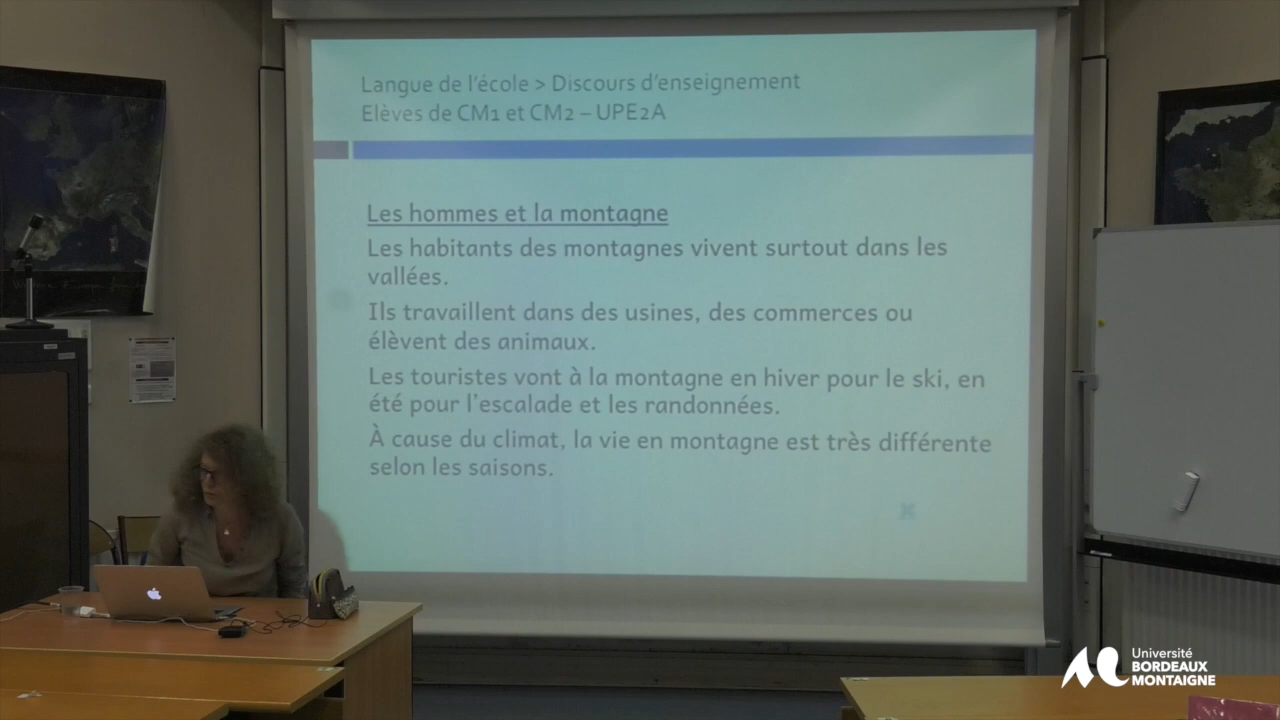 Langue de l'école > Discours d'enseignement
Elèves de CM1 et CM2 – UPE2A
Les hommes et la montagne
Les habitants des montagnes vivent surtout dans les
vallées.
Ils travaillent dans des usines, des commerces ou
élèvent des animaux.
Les touristes vont à la montagne en hiver pour le ski, en
été pour l'escalade et les randonnées.
À cause du climat, la vie en montagne est très différente
selon les saisons.
Université
BORDEAUX
MONTAIGNE